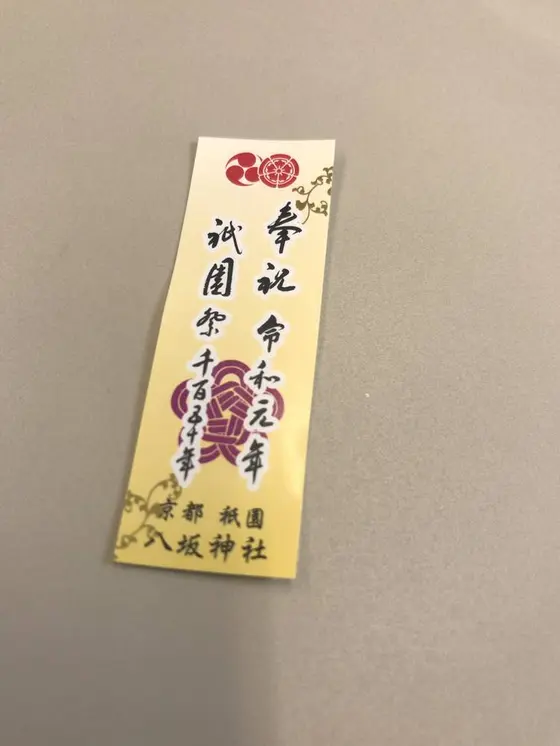 奉祝 令和元年
祇園祭 千百五十年
京都 祇園
八坂神社